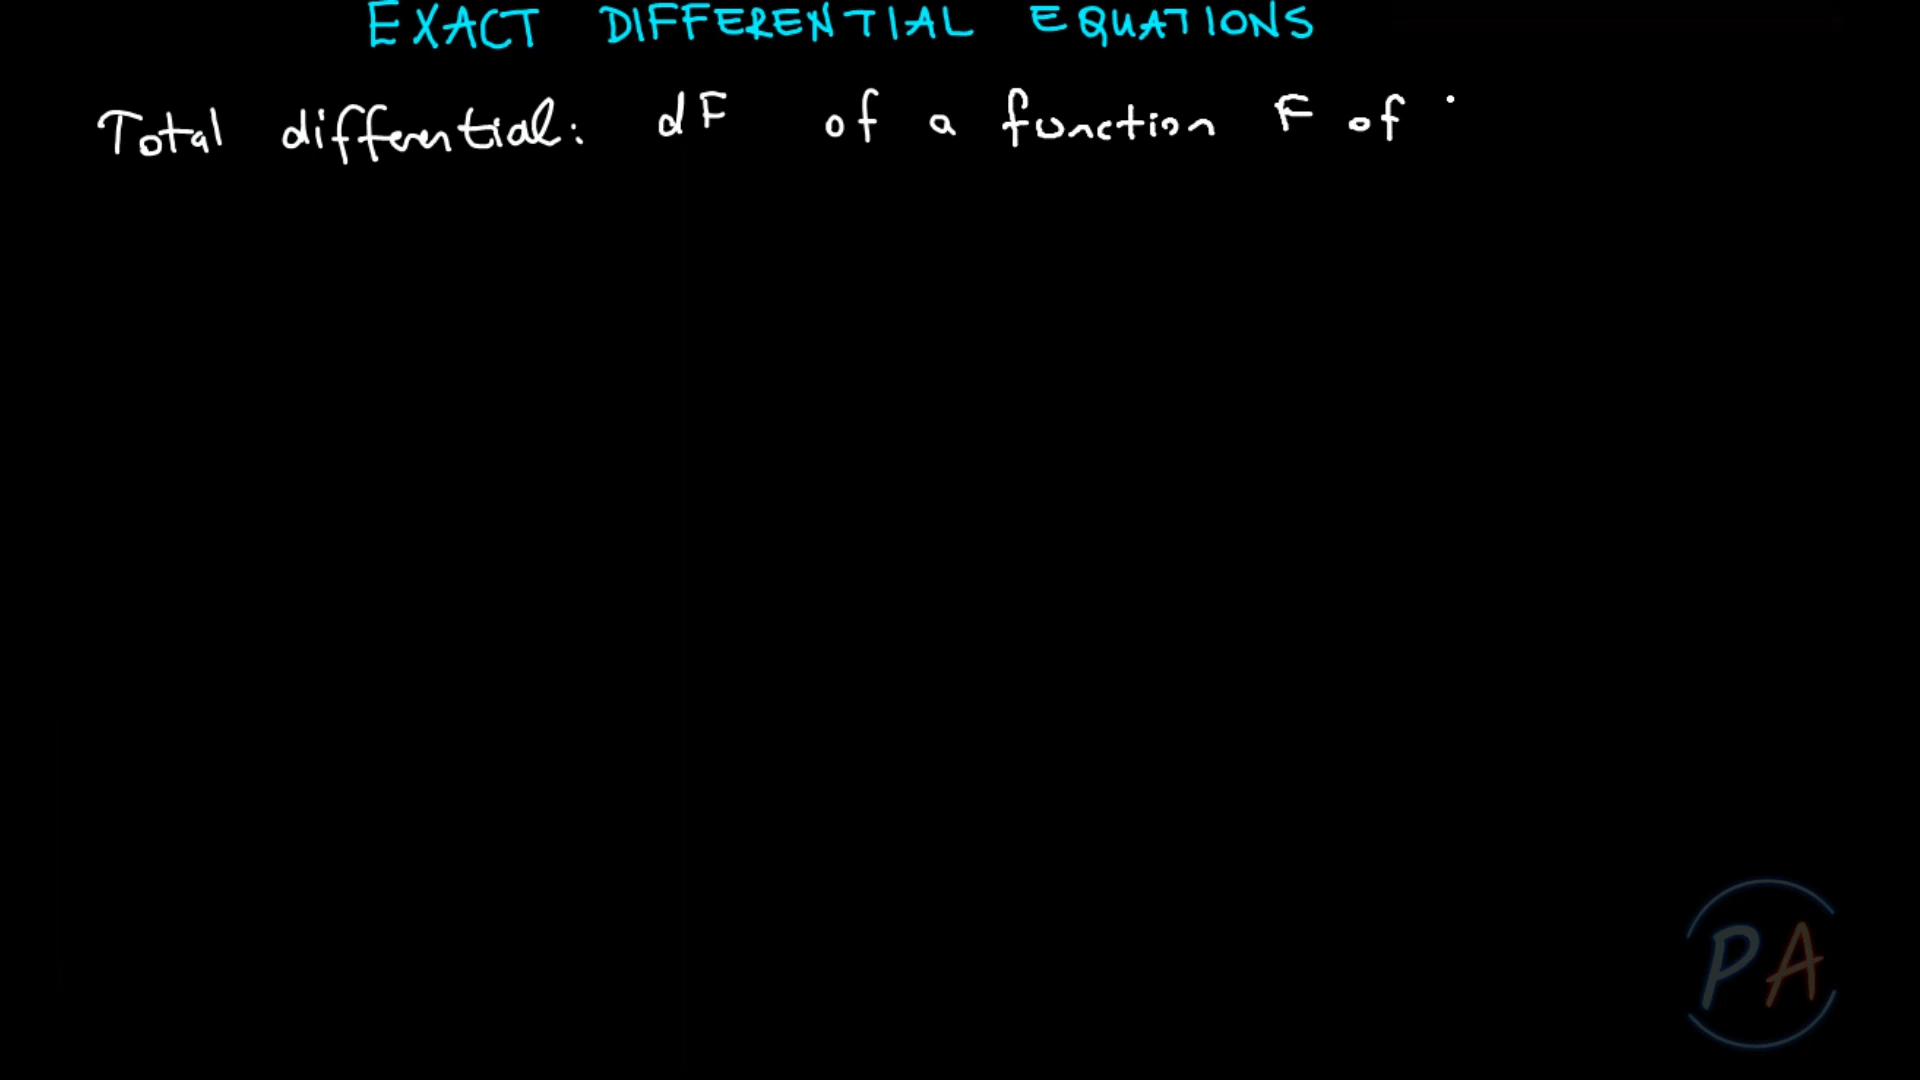 EXACT DIFFERENTIAL EQUATIONS
Total differential: dF of a function F of
PA